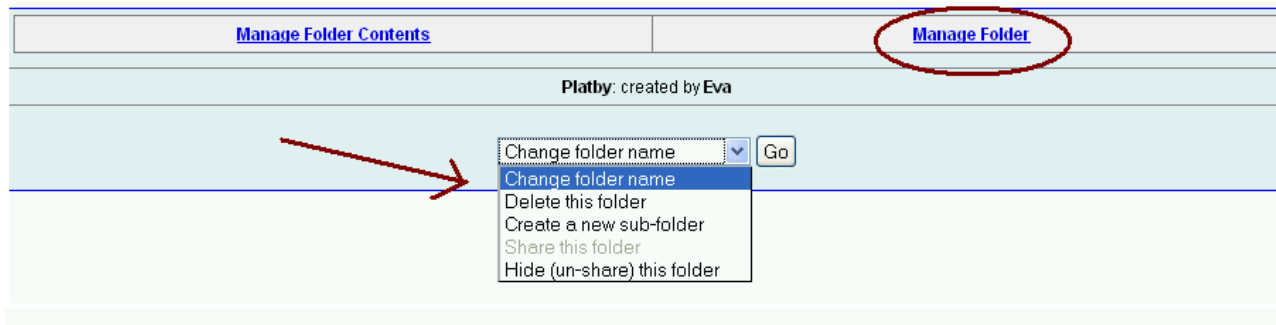 Manage Folder Contents Manage Folder
Platby: created by Eva
Change folder name Go
Change folder name
Delete this folder
Create a new sub-folder
Share this folder
Hide (un-share) this folder